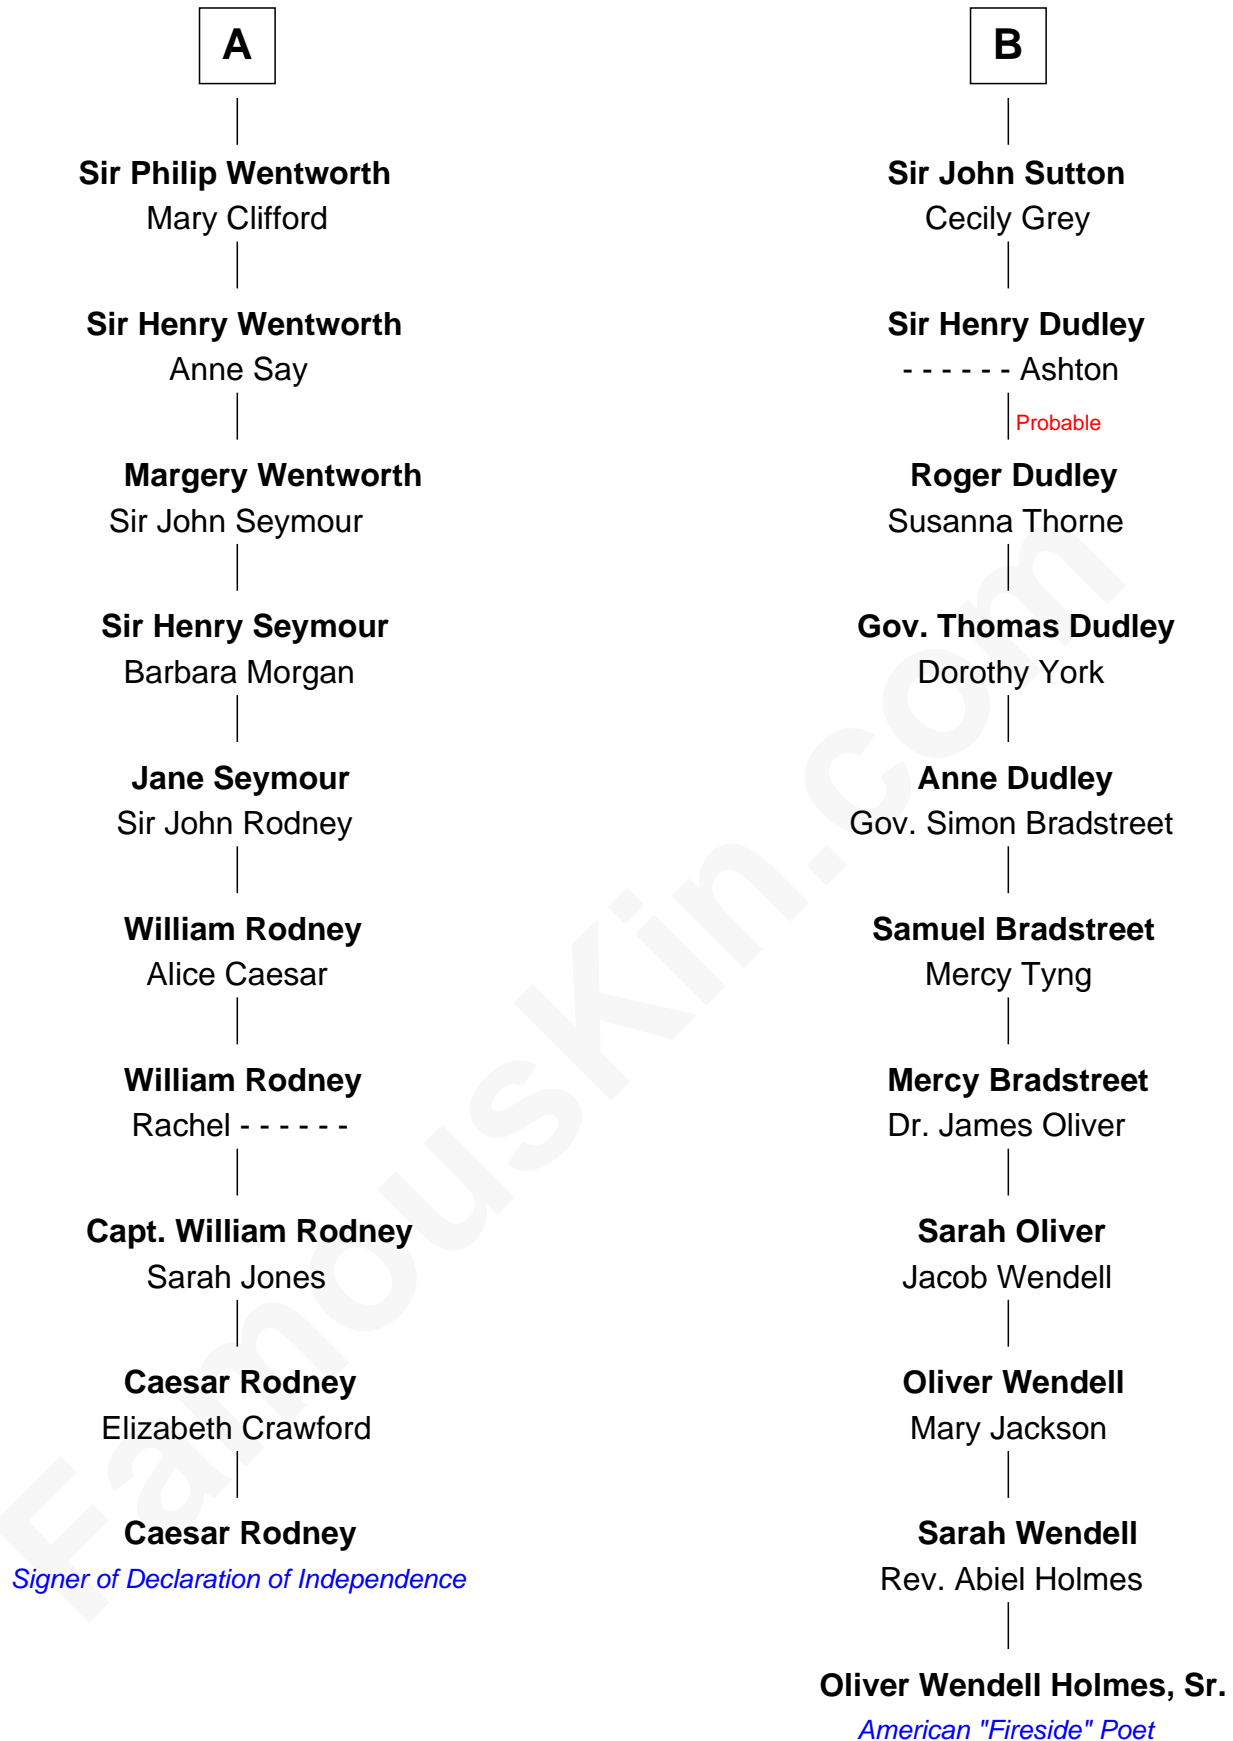 A
Sir Philip Wentworth
Mary Clifford
Sir Henry Wentworth
Anne Say
Margery Wentworth
Sir John Seymour
Sir Henry Seymour
Barbara Morgan
Jane Seymour
Sir John Rodney
William Rodney
Alice Caesar
William Rodney
Rachel - - - - - -
Capt. William Rodney
Sarah Jones
Caesar Rodney
Elizabeth Crawford
Caesar Rodney
Signer of Declaration of Independence
B
Sir John Sutton
Cecily Grey
Sir Henry Dudley
- - - - - - Ashton
Probable
Roger Dudley
Susanna Thorne
Gov. Thomas Dudley
Dorothy York
Anne Dudley
Gov. Simon Bradstreet
Samuel Bradstreet
Mercy Tyng
Mercy Bradstreet
Dr. James Oliver
Sarah Oliver
Jacob Wendell
Oliver Wendell
Mary Jackson
Sarah Wendell
Rev. Abiel Holmes
Oliver Wendell Holmes, Sr.
American "Fireside" Poet
FamousKin.com